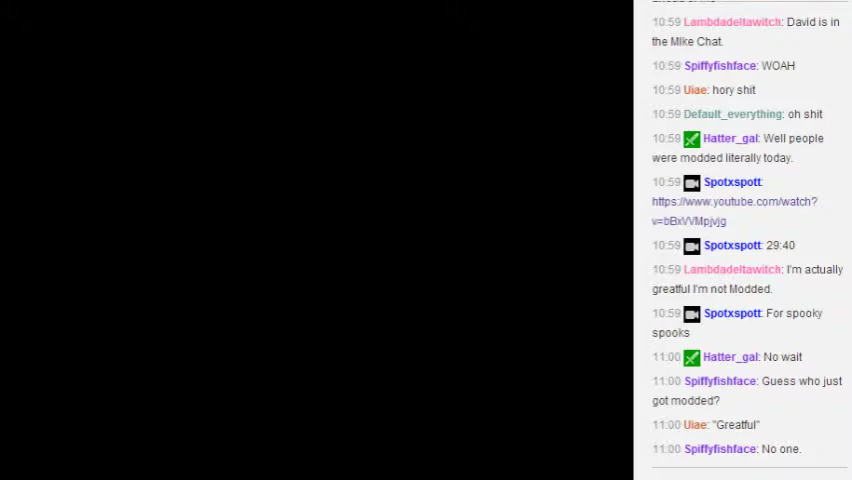 10:59 Lambdadeltawitch: David is in
the MIke Chat.
10:59 Spiffyfishface: WOAH
10:59 Uiae: hory shit
10:59 Default_everything: oh shit
10:59 Hatter_gal: Well people
were modded literally today.
10:59 Spotxspott:
https://www.youtube.com/watch?
10:59 Spotxspott: 29:40
10:59 Lambdadeltawitch: I'm actually
greatful I'm not Modded.
10:59 Spotxspott: For spooky
spooks
11:00 Hatter_gal: No wait
11:00 Spiffyfishface: Guess who just
got modded?
11:00 Uiae: "Greatful"
11:00 Spiffyfishface: No one.